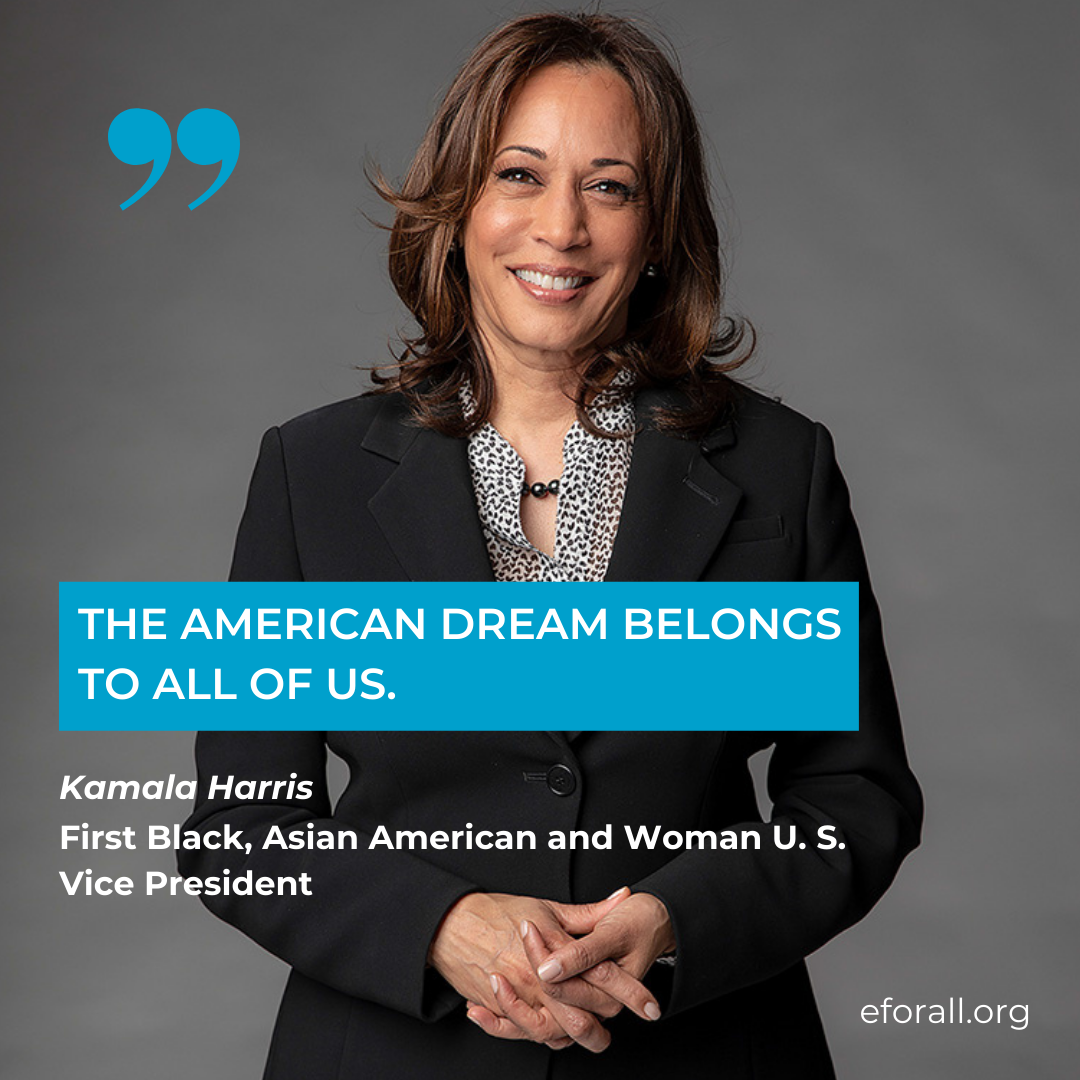 ”
THE AMERICAN DREAM BELONGS
TO ALL OF US.
Kamala Harris
First Black, Asian American and Woman U. S.
Vice President
eforall.org